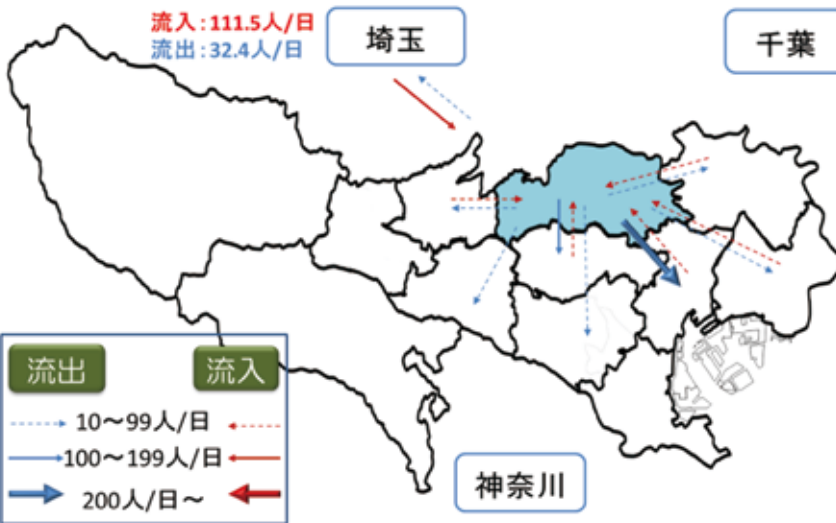 流入:111.5人/日
流出:32.4人/日
埼玉
千葉
流出
流入
10～99人/日
100～199人/日
200人/日～
神奈川